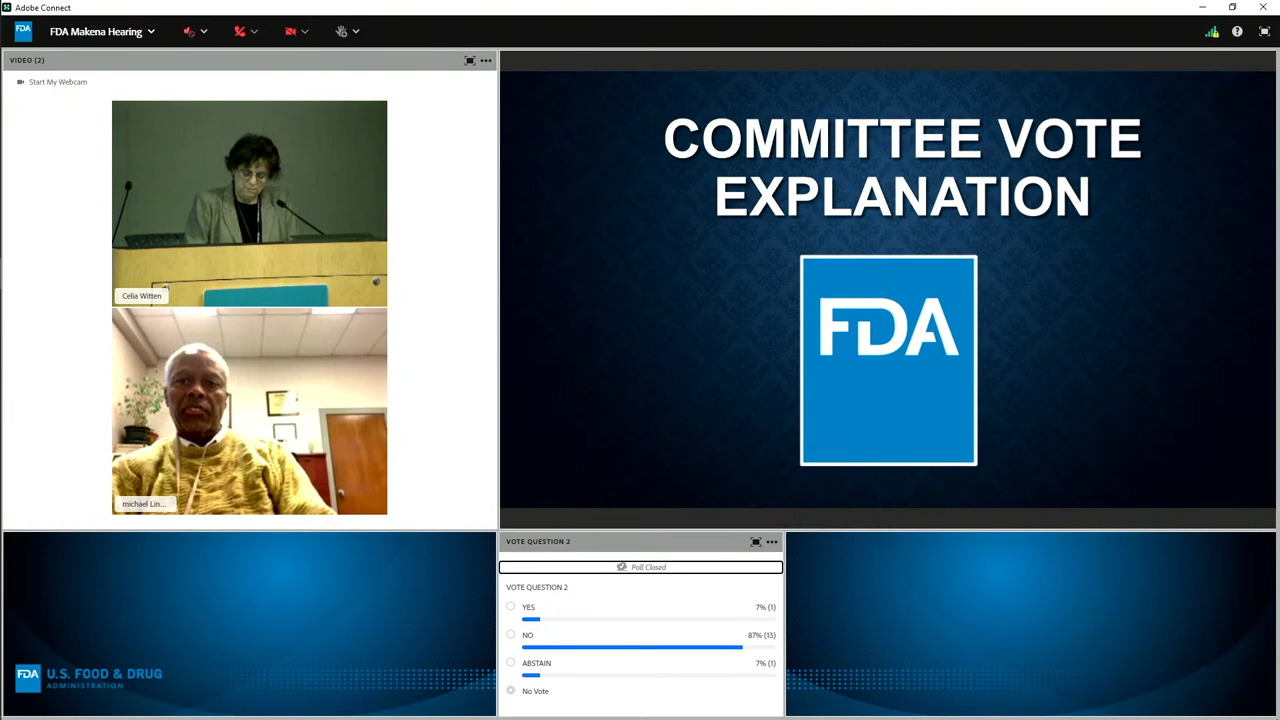 Adobe Connect
FDA
FDA Makena Hearing
VIDEO (2)
Start My Webcam
Celia Witten
michael Lin...
COMMITTEE VOTE
EXPLANATION
FDA
VOTE QUESTION 2
Poll Closed
VOTE QUESTION 2
YES 7% (1)
NO 87% (13)
ABSTAIN 7% (1)
No Vote
FDA U.S. FOOD & DRUG
ADMINISTRATION